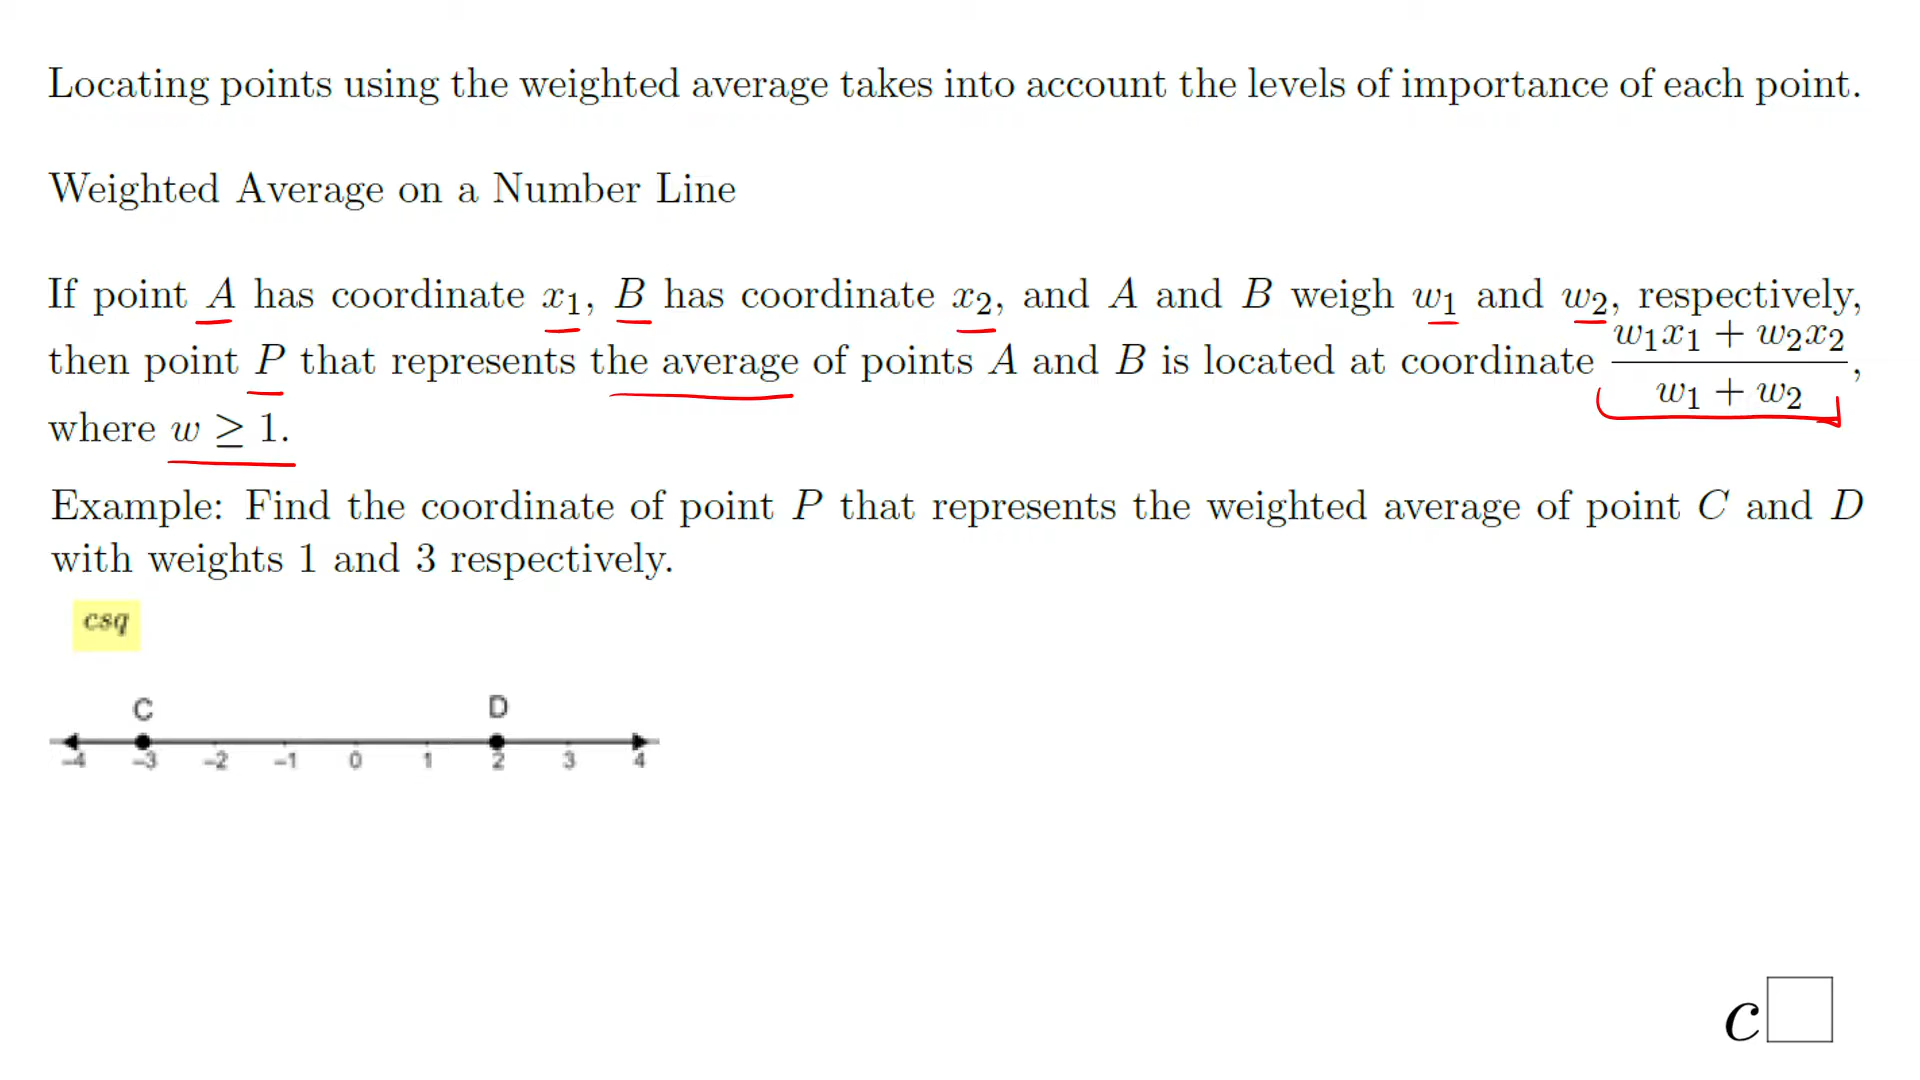 Locating points using the weighted average takes into account the levels of importance of each point.
Weighted Average on a Number Line
If point A has coordinate x₁, B has coordinate x₂, and A and B weigh w₁ and w₂, respectively,
then point P that represents the average of points A and B is located at coordinate (w₁x₁ + w₂x₂)/(w₁ + w₂),
where w ≥ 1.
Example: Find the coordinate of point P that represents the weighted average of point C and D
with weights 1 and 3 respectively.
csq
C D
-4 -3 -2 -1 0 1 2 3 4
c